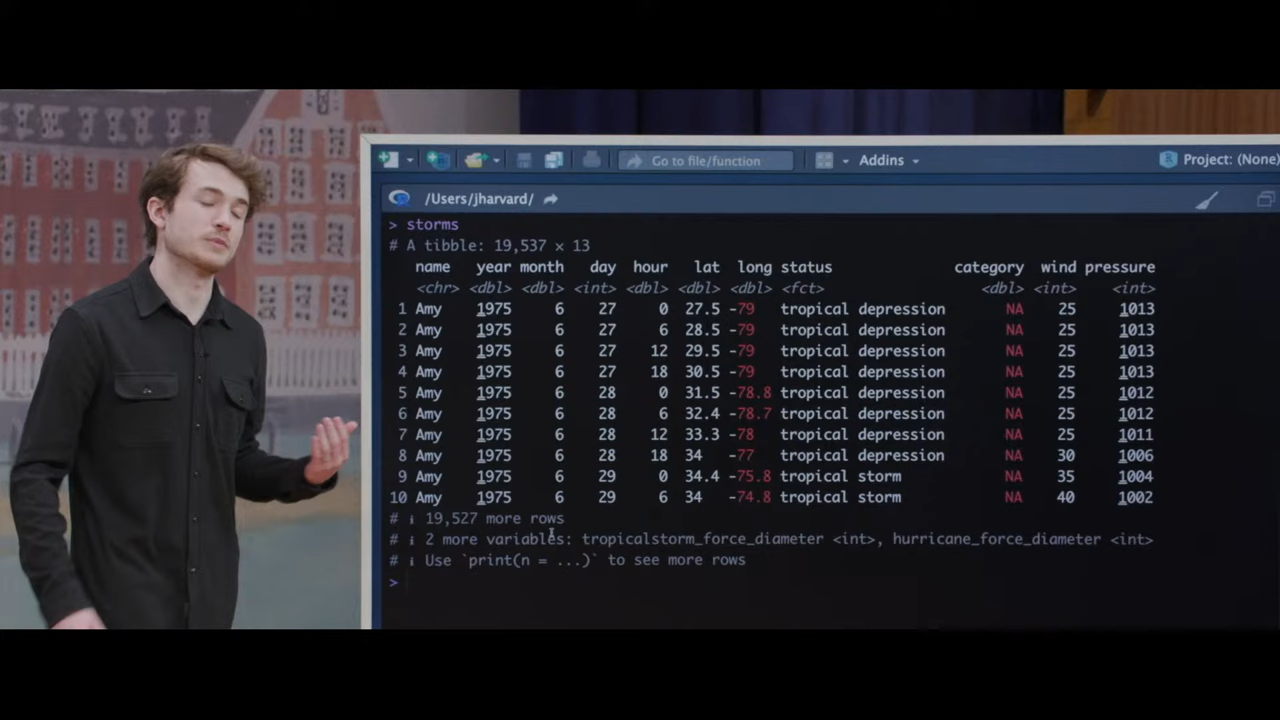 Go to file/function Addins Project: (None)
/Users/jharvard/
> storms
# A tibble: 19,537 × 13
name year month day hour lat long status category wind pressure
<chr> <dbl> <dbl> <int> <dbl> <dbl> <dbl> <fct> <dbl> <int> <int>
1 Amy 1975 6 27 0 27.5 -79 tropical depression NA 25 1013
2 Amy 1975 6 27 6 28.5 -79 tropical depression NA 25 1013
3 Amy 1975 6 27 12 29.5 -79 tropical depression NA 25 1013
4 Amy 1975 6 27 18 30.5 -79 tropical depression NA 25 1013
5 Amy 1975 6 28 0 31.5 -78.8 tropical depression NA 25 1012
6 Amy 1975 6 28 6 32.4 -78.7 tropical depression NA 25 1012
7 Amy 1975 6 28 12 33.3 -78 tropical depression NA 25 1011
8 Amy 1975 6 28 18 34 -77 tropical depression NA 30 1006
9 Amy 1975 6 29 0 34.4 -75.8 tropical storm NA 35 1004
10 Amy 1975 6 29 6 34 -74.8 tropical storm NA 40 1002
# ℹ 19,527 more rows
# ℹ 2 more variables: tropicalstorm_force_diameter <int>, hurricane_force_diameter <int>
# ℹ Use `print(n = ...)` to see more rows
>